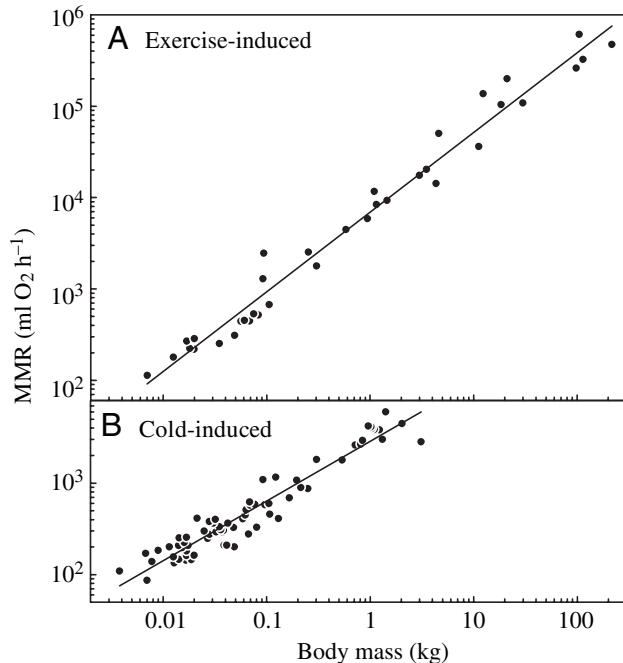 A Exercise-induced
10⁶
10⁵
10⁴
10³
10²
MMR (ml O₂ h⁻¹)
B Cold-induced
10³
10²
0.01 0.1 1 10 100
Body mass (kg)